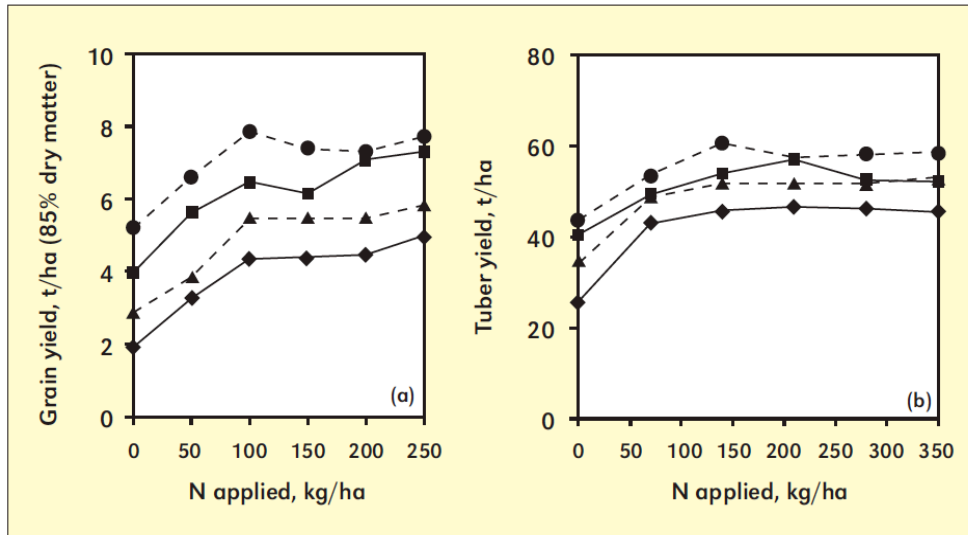 Grain yield, t/ha (85% dry matter)
10
8
6
4
2
0
0 50 100 150 200 250
N applied, kg/ha
(a)
Tuber yield, t/ha
80
60
40
20
0
0 50 100 150 200 250 300 350
N applied, kg/ha
(b)